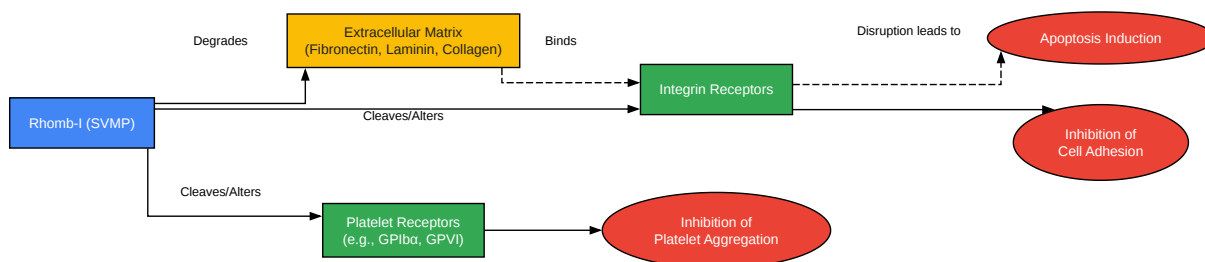 Degrades
Extracellular Matrix
(Fibronectin, Laminin, Collagen)
Binds
Disruption leads to
Apoptosis Induction
Integrin Receptors
Rhomb-I (SVMP)
Cleaves/Alters
Inhibition of
Cell Adhesion
Cleaves/Alters
Platelet Receptors
(e.g., GPIbα, GPVI)
Inhibition of
Platelet Aggregation